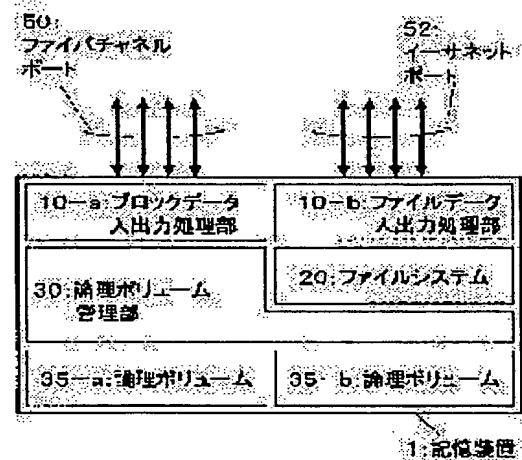 50:
ファイバチャネル
ポート
52:
イーサネット
ポート
10-a:ブロックデータ
入出力処理部
10-b:ファイルデータ
入出力処理部
30:論理ボリューム
管理部
20:ファイルシステム
35-a:論理ボリューム
35-b:論理ボリューム
1:記憶装置